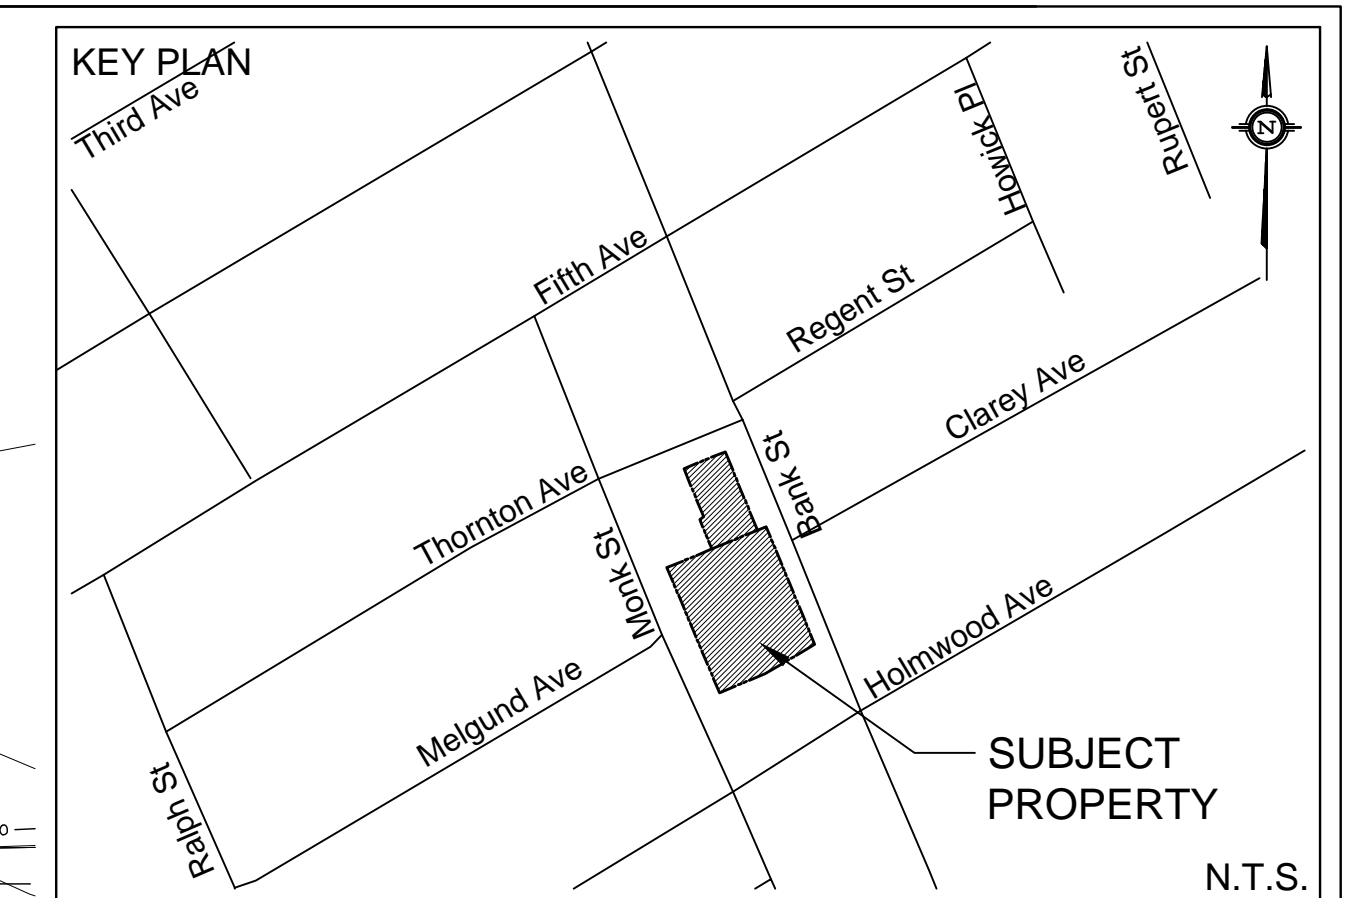 KEY PLAN
Third Ave
Rupert St
Howick Pl
N
Fifth Ave
Regent St
Clarey Ave
Bank St
Thornton Ave
Monk St
Holmwood Ave
Melgund Ave
Ralph St
SUBJECT
PROPERTY
N.T.S.